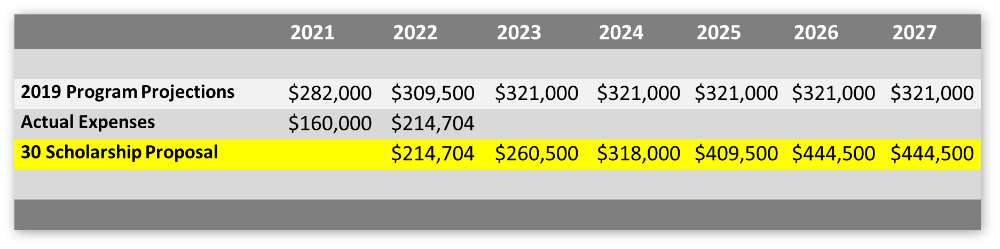 2021 2022 2023 2024 2025 2026 2027
2019 Program Projections $282,000 $309,500 $321,000 $321,000 $321,000 $321,000 $321,000
Actual Expenses $160,000 $214,704
30 Scholarship Proposal $214,704 $260,500 $318,000 $409,500 $444,500 $444,500